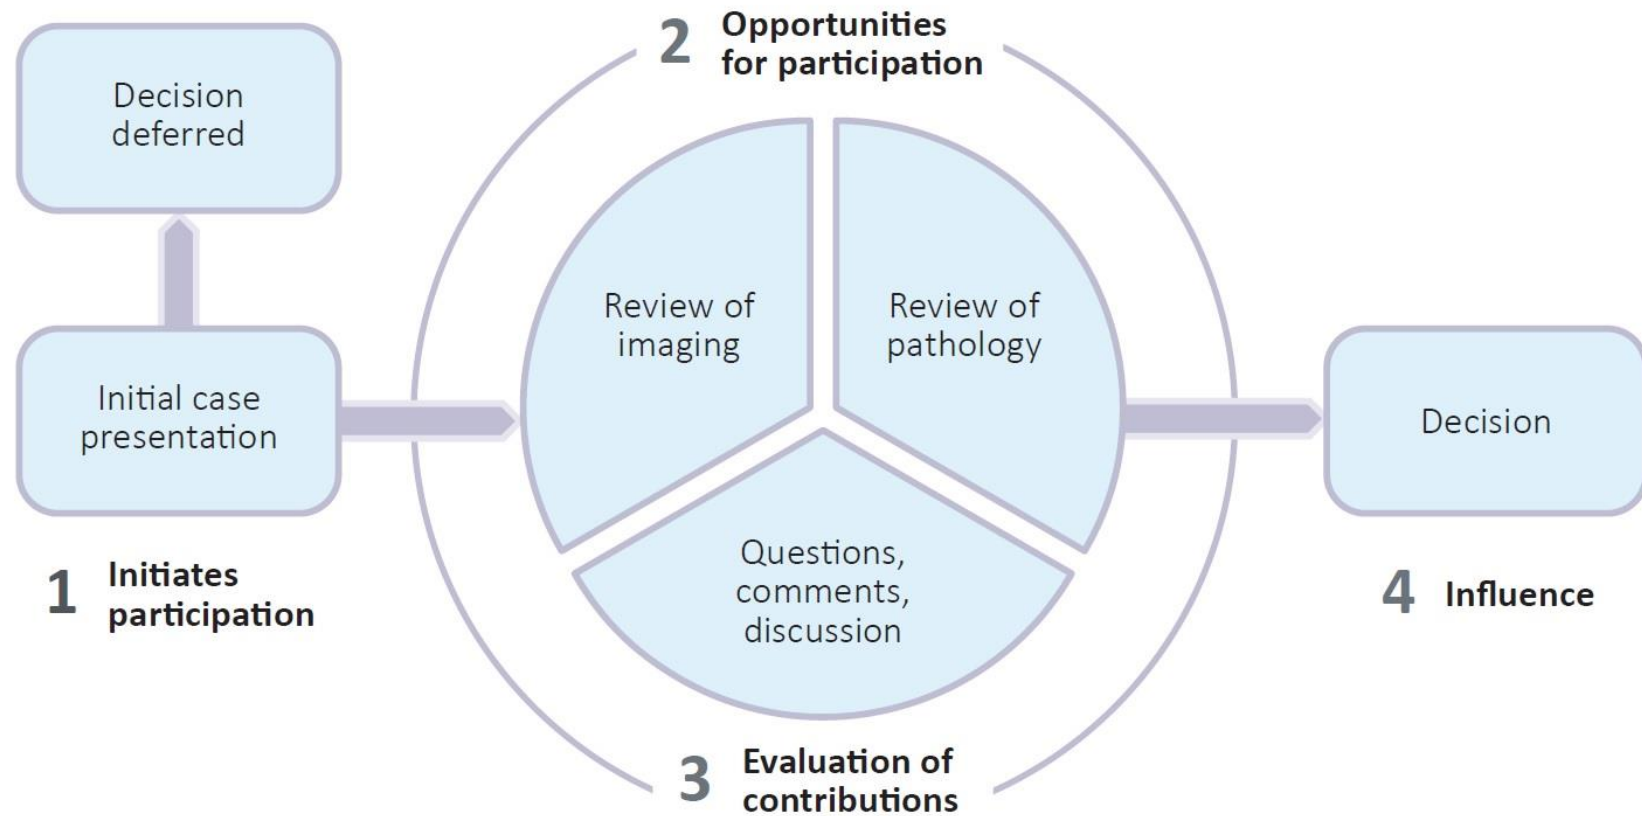 2 Opportunities
for participation
Decision
deferred
Review of
imaging
Review of
pathology
Initial case
presentation
Decision
Questions,
comments,
discussion
1 Initiates
participation
4 Influence
3 Evaluation of
contributions